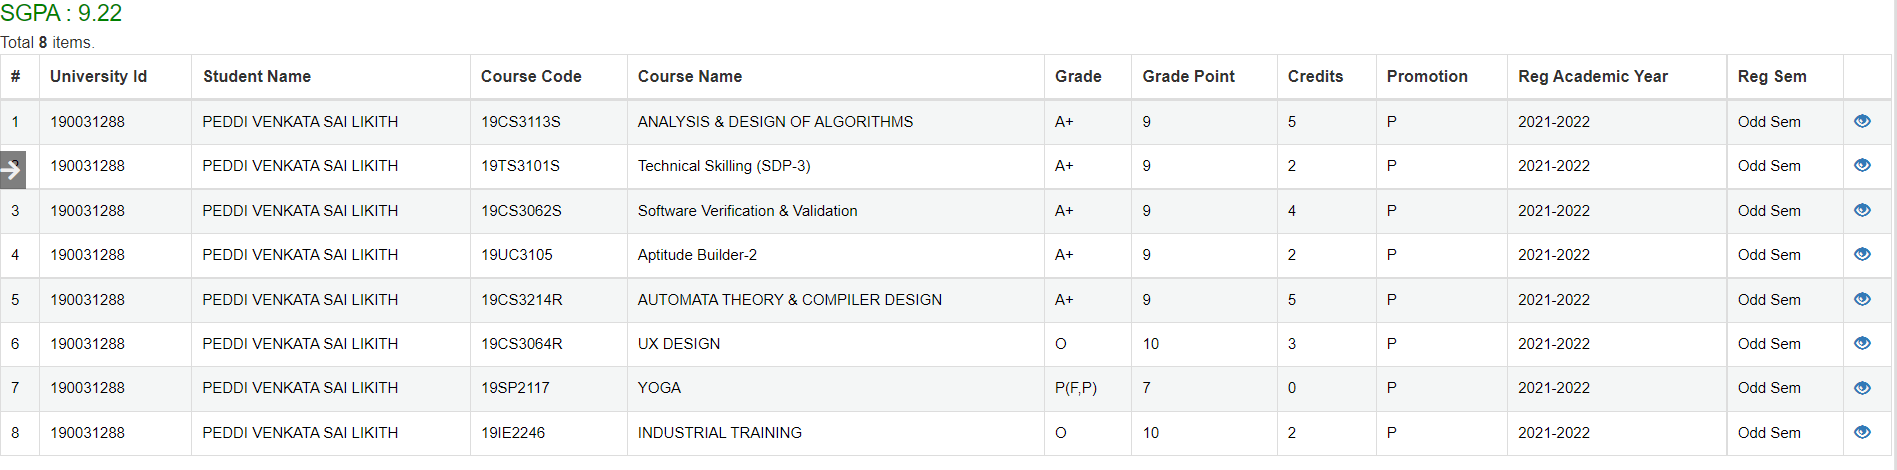 SGPA : 9.22
Total 8 items.
# University Id Student Name Course Code Course Name Grade Grade Point Credits Promotion Reg Academic Year Reg Sem
1 190031288 PEDDI VENKATA SAI LIKITH 19CS3113S ANALYSIS & DESIGN OF ALGORITHMS A+ 9 5 P 2021-2022 Odd Sem
190031288 PEDDI VENKATA SAI LIKITH 19TS3101S Technical Skilling (SDP-3) A+ 9 2 P 2021-2022 Odd Sem
3 190031288 PEDDI VENKATA SAI LIKITH 19CS3062S Software Verification & Validation A+ 9 4 P 2021-2022 Odd Sem
4 190031288 PEDDI VENKATA SAI LIKITH 19UC3105 Aptitude Builder-2 A+ 9 2 P 2021-2022 Odd Sem
5 190031288 PEDDI VENKATA SAI LIKITH 19CS3214R AUTOMATA THEORY & COMPILER DESIGN A+ 9 5 P 2021-2022 Odd Sem
6 190031288 PEDDI VENKATA SAI LIKITH 19CS3064R UX DESIGN O 10 3 P 2021-2022 Odd Sem
7 190031288 PEDDI VENKATA SAI LIKITH 19SP2117 YOGA P(F,P) 7 0 P 2021-2022 Odd Sem
8 190031288 PEDDI VENKATA SAI LIKITH 19IE2246 INDUSTRIAL TRAINING O 10 2 P 2021-2022 Odd Sem